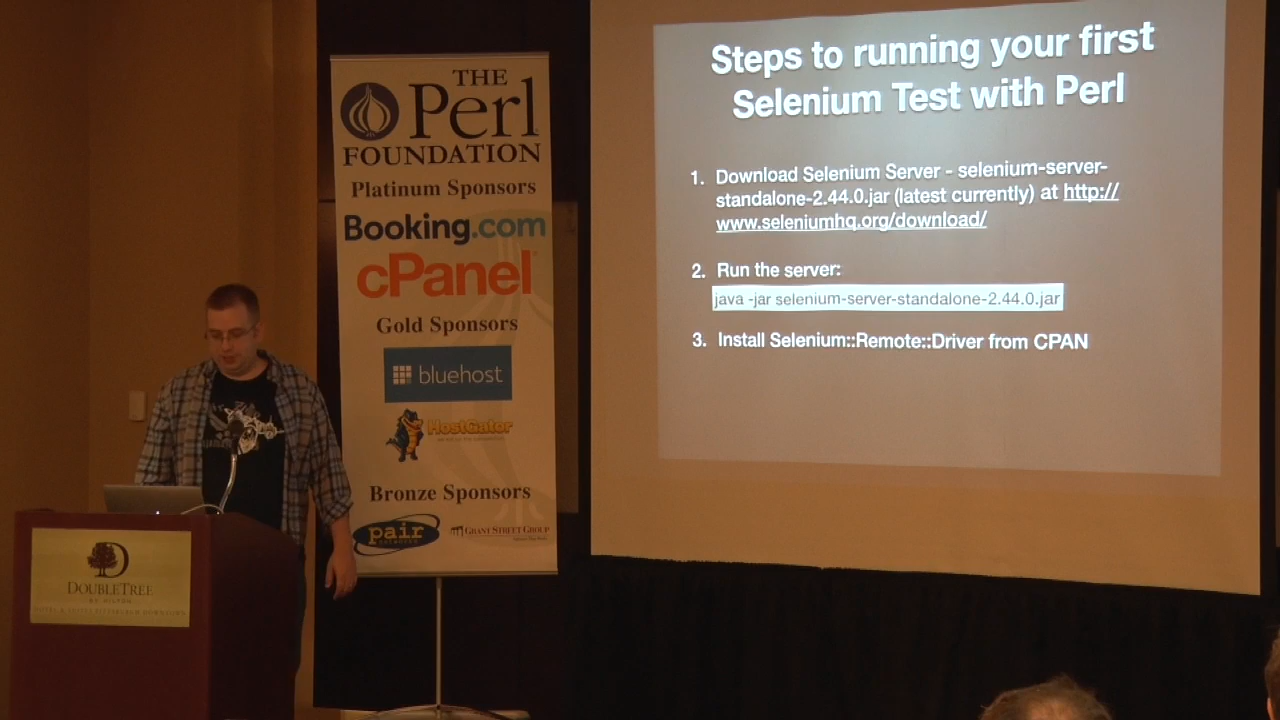 THE
Perl
FOUNDATION
Platinum Sponsors
Booking.com
cPanel
Gold Sponsors
bluehost
HostGator
Bronze Sponsors
pair
GRANT STREET GROUP
DOUBLETREE
BY HILTON
Steps to running your first
Selenium Test with Perl
1. Download Selenium Server - selenium-server-
standalone-2.44.0.jar (latest currently) at http://
www.seleniumhq.org/download/
2. Run the server:
java -jar selenium-server-standalone-2.44.0.jar
3. Install Selenium::Remote::Driver from CPAN